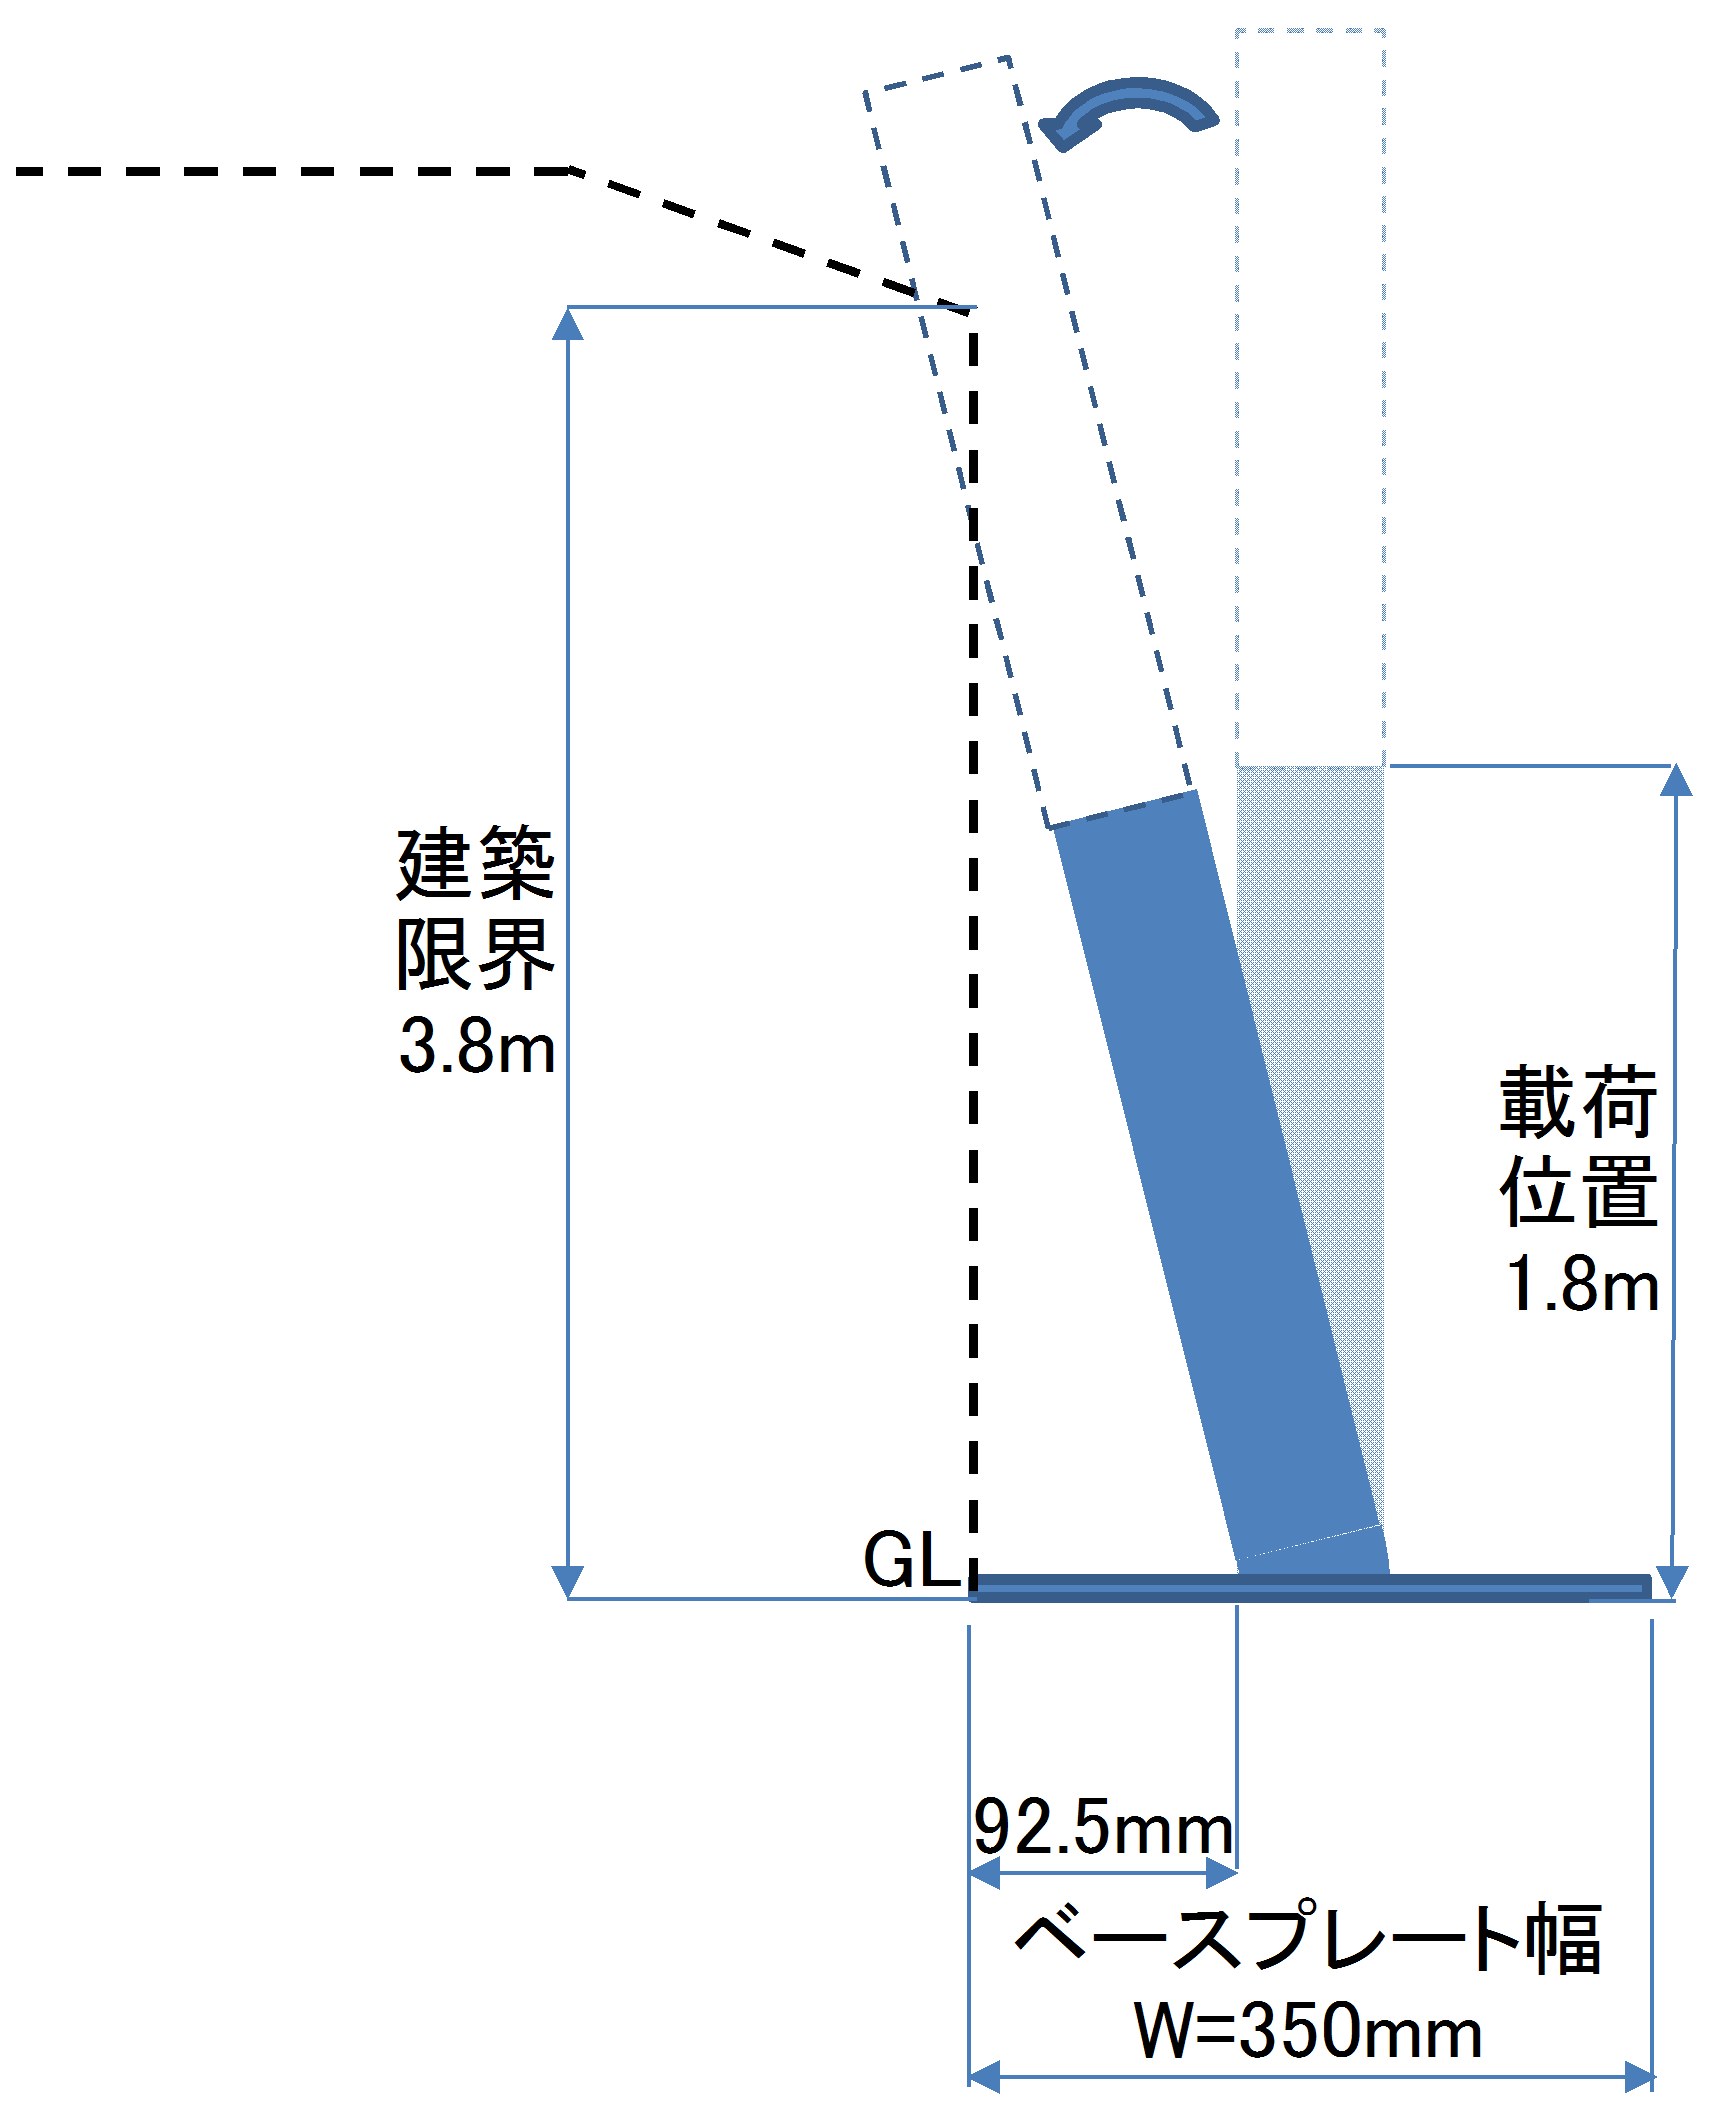 建築
限界
3.8m
載荷
位置
1.8m
GL
92.5mm
ベースプレート幅
W=350mm